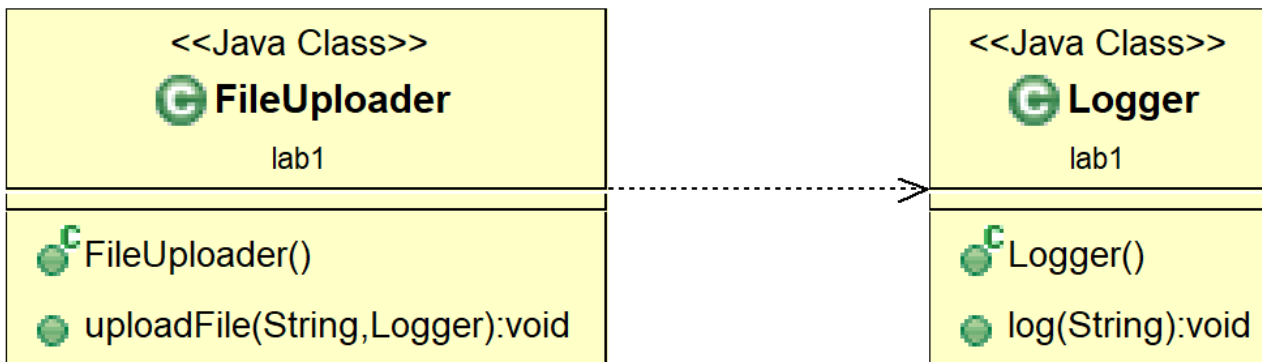 <<Java Class>>
FileUploader
lab1
FileUploader()
uploadFile(String,Logger):void
<<Java Class>>
Logger
lab1
Logger()
log(String):void